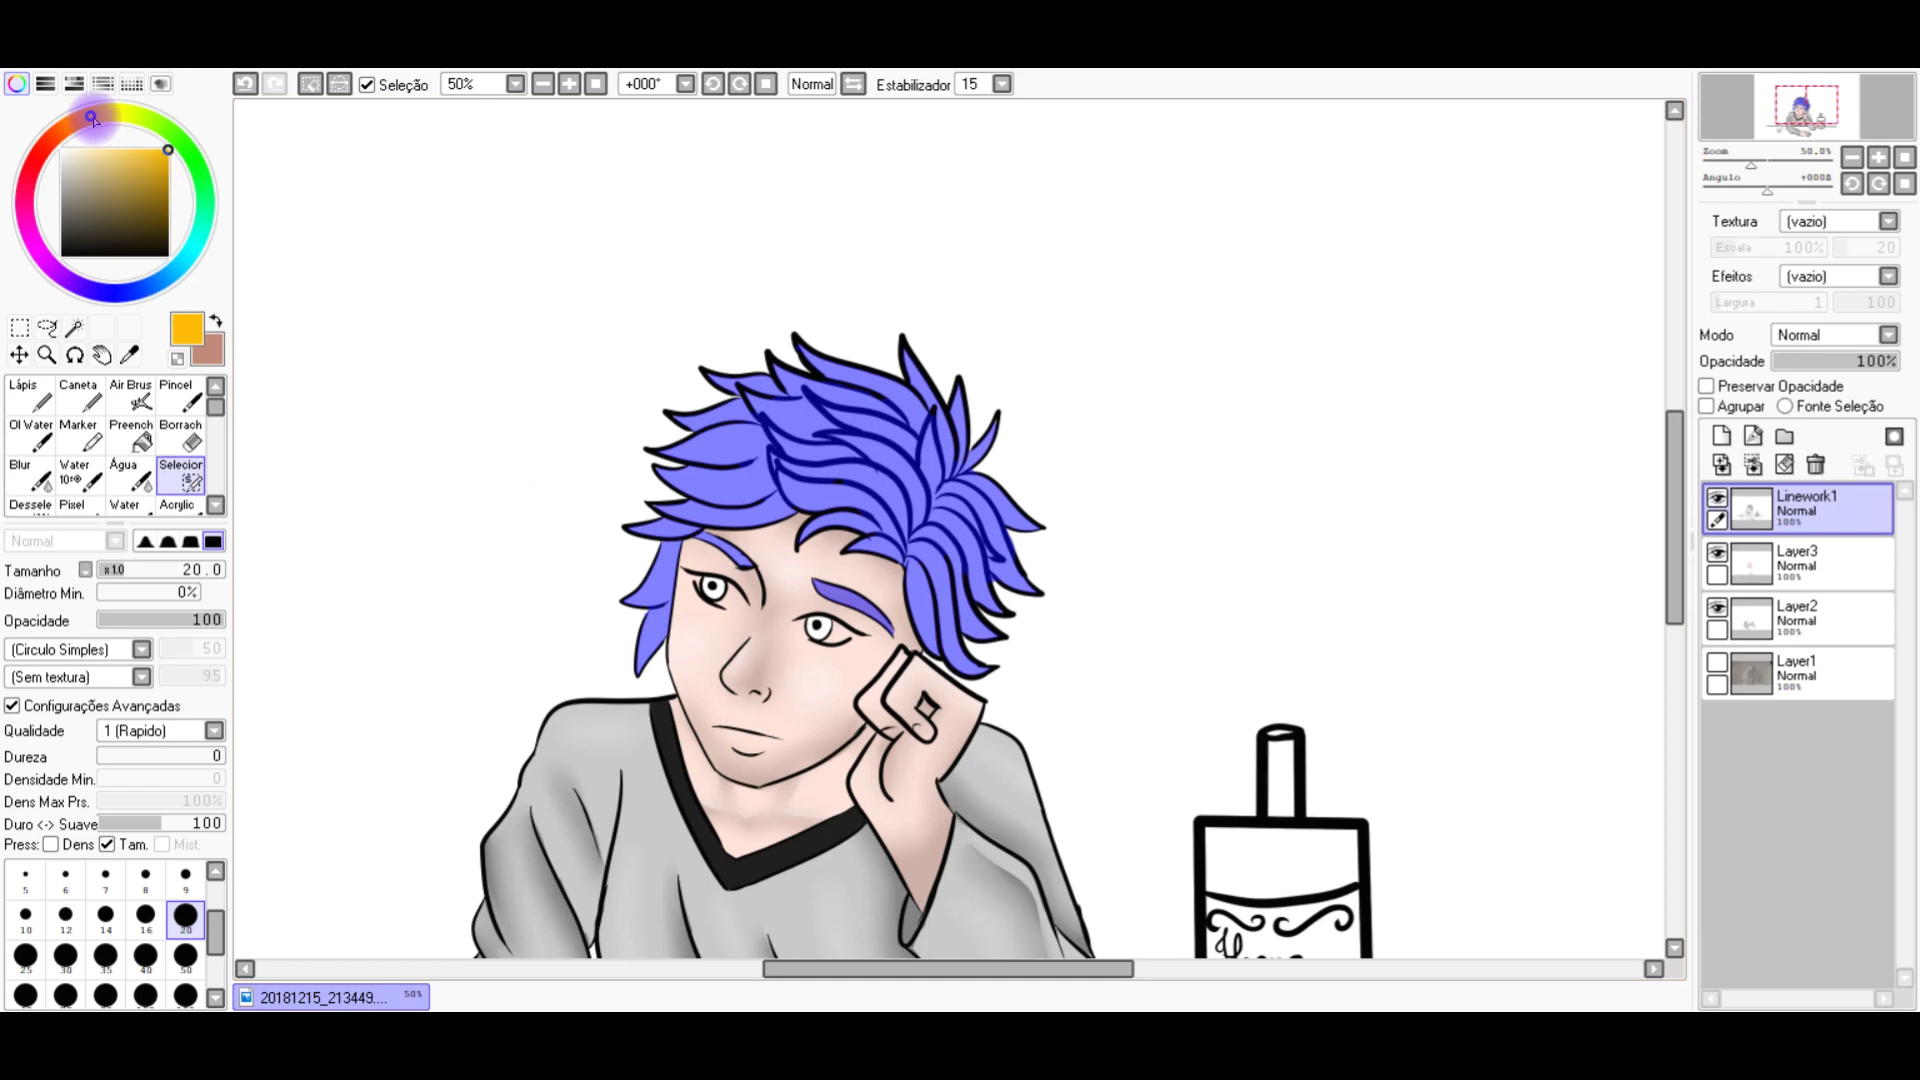 Seleção 50% +000° Normal Estabilizador 15
Zoom 50.0%
Angulo +000Â
Textura (vazio)
Escala 100% 20
Efeitos (vazio)
Largura 1 100
Modo Normal
Opacidade 100%
Preservar Opacidade
Agrupar Fonte Seleção
Linework1
Normal
100%
Layer3
Normal
100%
Layer2
Normal
100%
Layer1
Normal
100%
Lápis Caneta Air Brus Pincel
Ol Water Marker Preench Borrach
Blur Water Água Selecior
Dessele Pixel Water Acrylic
Normal
Tamanho x 1.0 20.0
Diâmetro Min. 0%
Opacidade 100
(Circulo Simples) 50
(Sem textura) 95
Configurações Avançadas
Qualidade 1 (Rapido)
Dureza 0
Densidade Min. 0
Dens Max Prs. 100%
Duro <-> Suave 100
Press: Dens Tam. Mist.
5 6 7 8 9
10 12 14 16 20
25 30 35 40 50
20181215_213449.... 50%